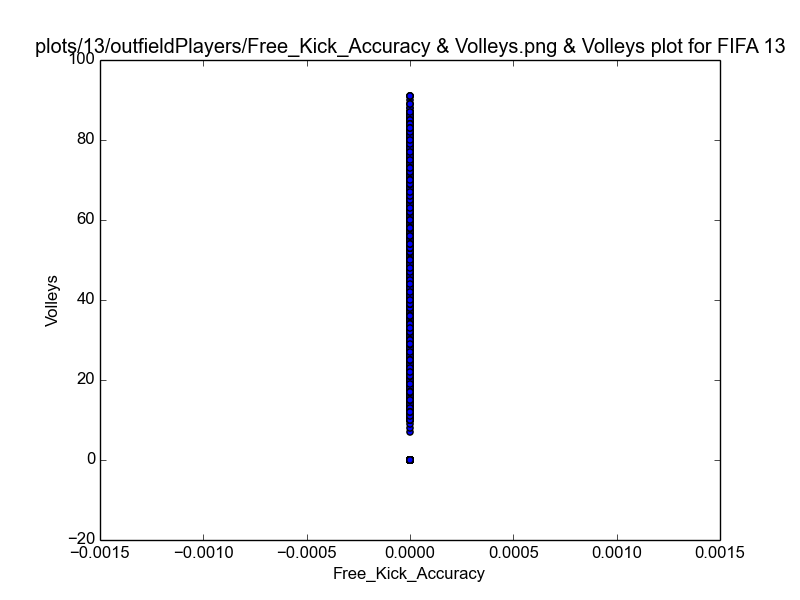 plots/13/outfieldPlayers/Free_Kick_Accuracy & Volleys.png & Volleys plot for FIFA 13
100
80
60
40
20
0
−20
Volleys
−0.0015 −0.0010 −0.0005 0.0000 0.0005 0.0010 0.0015
Free_Kick_Accuracy